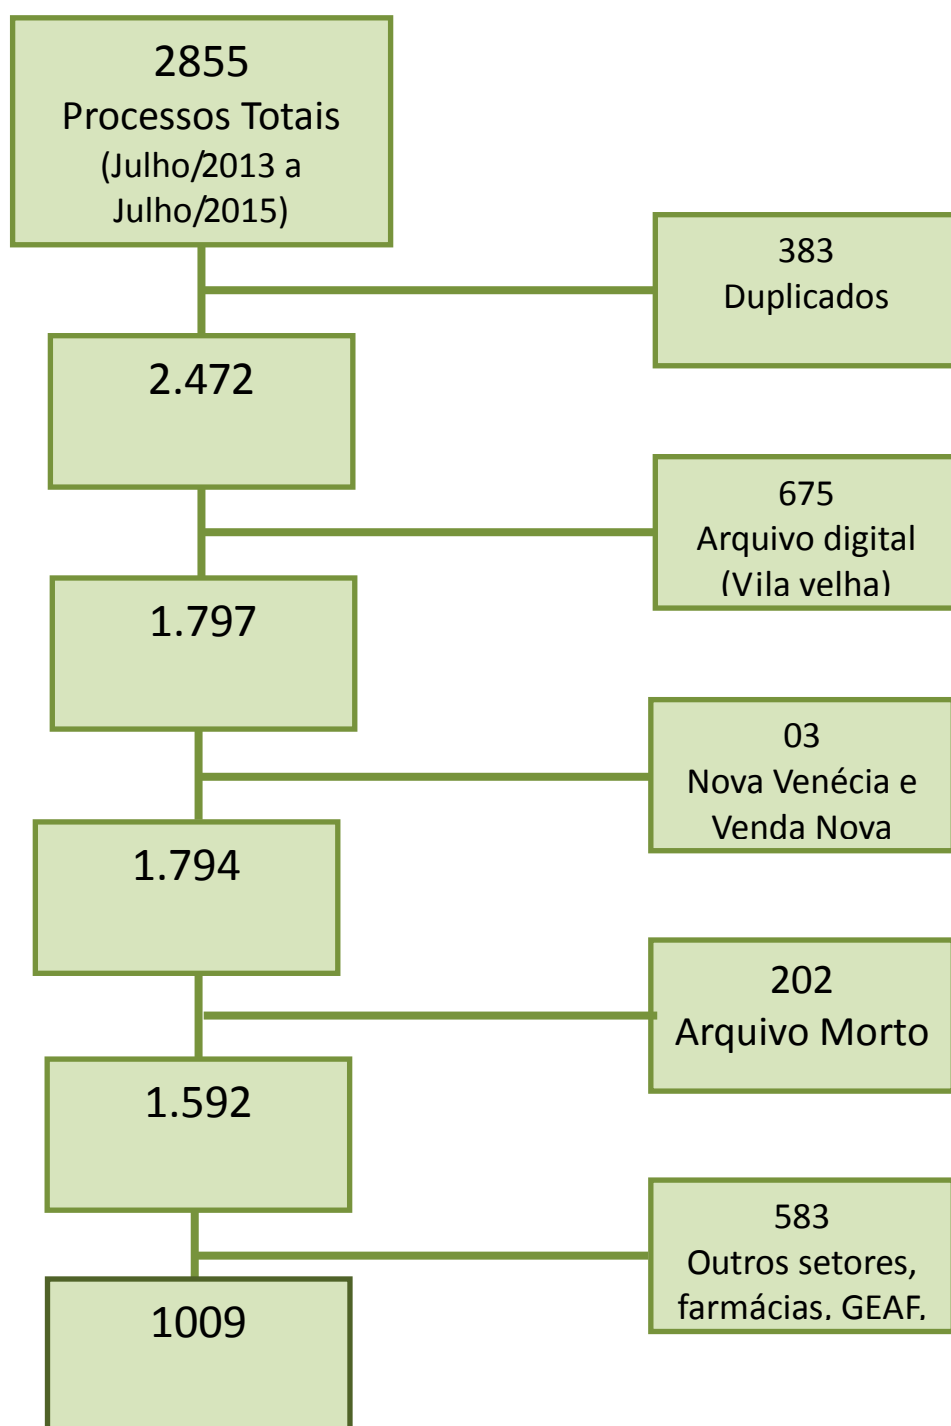 2855
Processos Totais
(Julho/2013 a
Julho/2015)
383
Duplicados
2.472
675
Arquivo digital
(Vila velha)
1.797
03
Nova Venécia e
Venda Nova
1.794
202
Arquivo Morto
1.592
583
Outros setores,
farmácias, GEAF,
1009